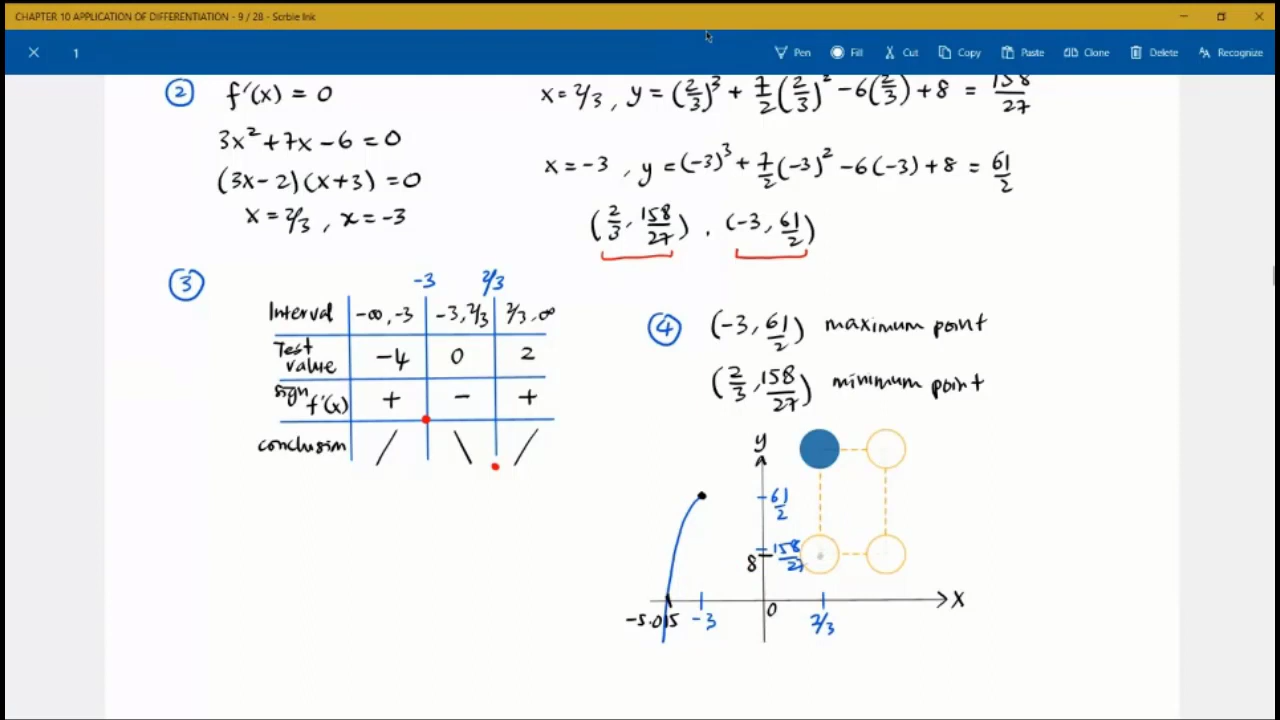 CHAPTER 10 APPLICATION OF DIFFERENTIATION - 9 / 28 - Scrble Ink
1 Pen Fill Cut Copy Paste Clone Delete Recognize
② f'(x) = 0
3x² + 7x - 6 = 0
(3x - 2)(x + 3) = 0
x = 2/3 , x = -3
x = 2/3 , y = (2/3)³ + 7/2(2/3)² - 6(2/3) + 8 = 158/27
x = -3 , y = (-3)³ + 7/2(-3)² - 6(-3) + 8 = 61/2
(2/3, 158/27) , (-3, 61/2)
③
-3 2/3
Interval -∞, -3 -3, 2/3 2/3, ∞
Test value -4 0 2
sign f'(x) + - +
conclusion / \ /
④ (-3, 61/2) maximum point
(2/3, 158/27) minimum point
y
61/2
158/27
8
-5.015 -3 0 2/3 X